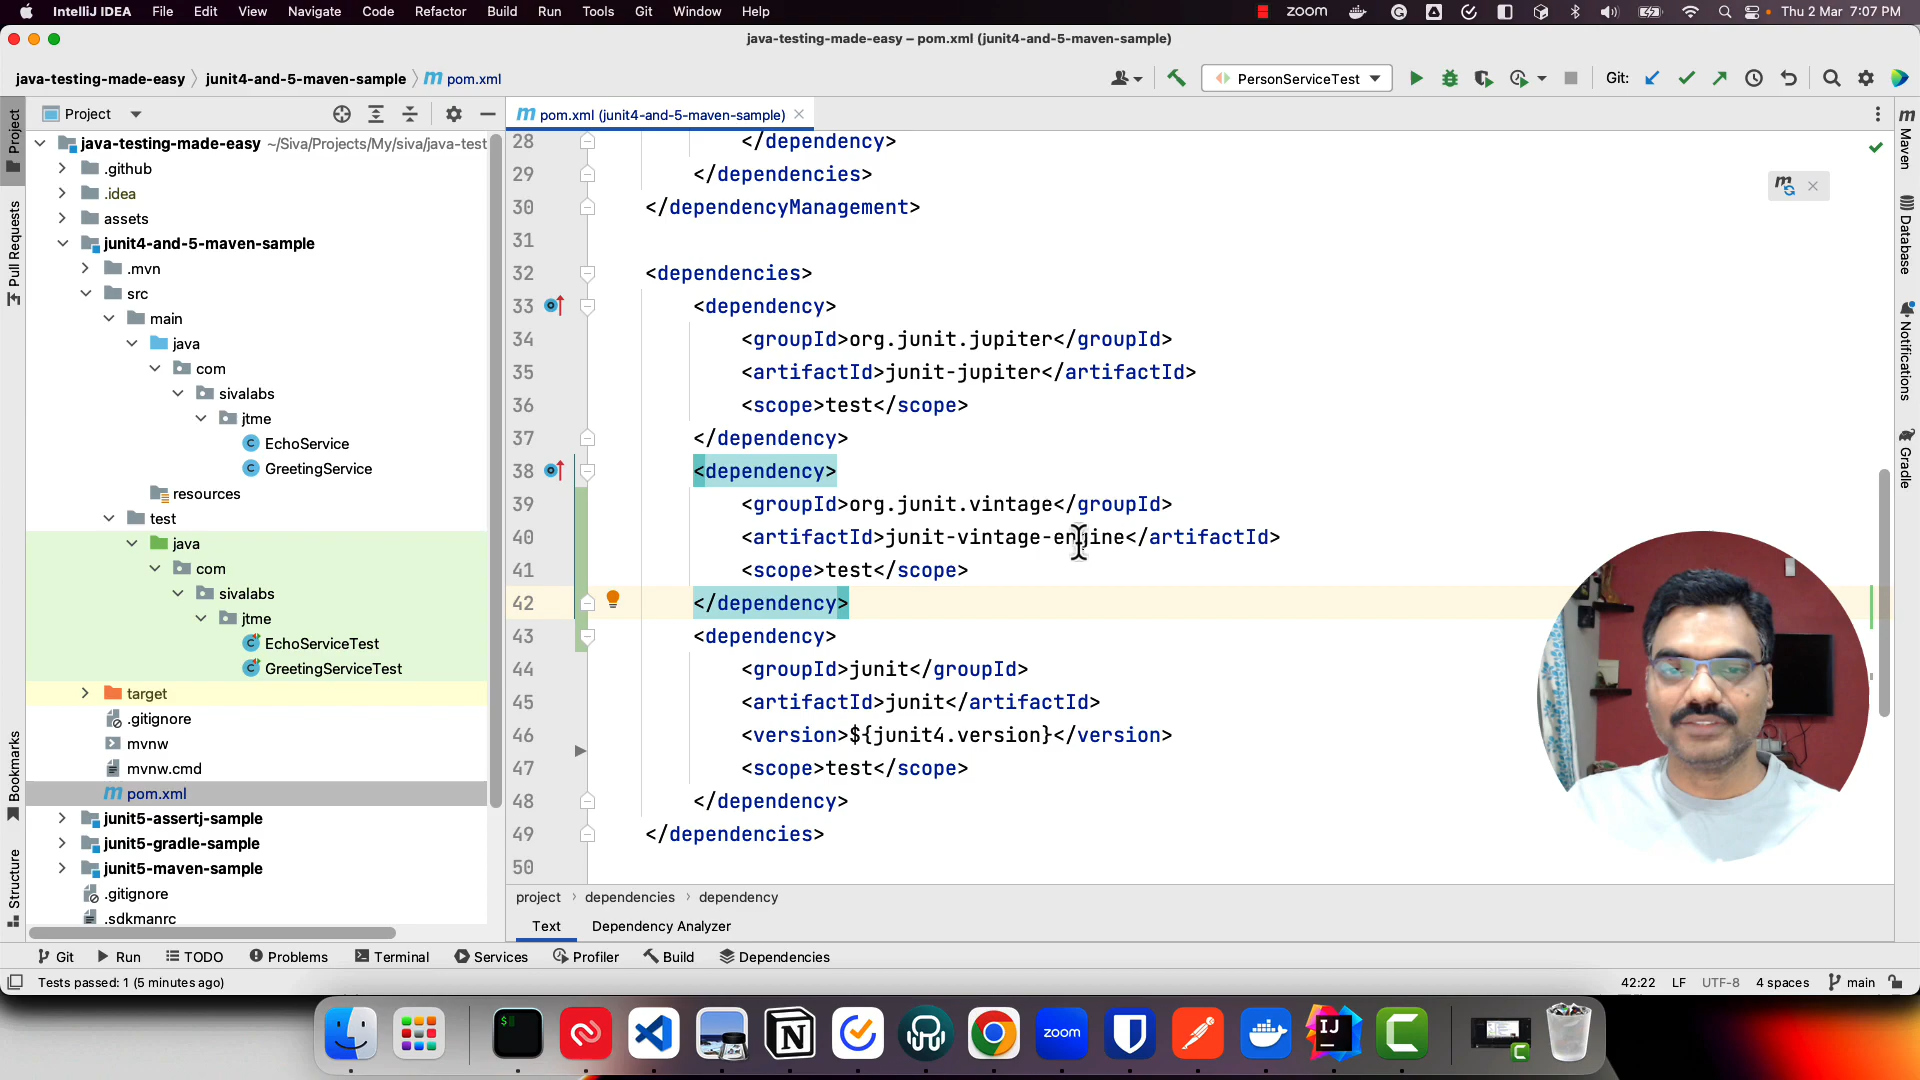 IntelliJ IDEA File Edit View Navigate Code Refactor Build Run Tools Git Window Help zoom Thu 2 Mar 7:07 PM
java-testing-made-easy – pom.xml (junit4-and-5-maven-sample)
java-testing-made-easy junit4-and-5-maven-sample pom.xml PersonServiceTest Git:
Project
pom.xml (junit4-and-5-maven-sample)
java-testing-made-easy ~/Siva/Projects/My/siva/java-test
.github
.idea
assets
junit4-and-5-maven-sample
.mvn
src
main
java
com
sivalabs
jtme
EchoService
GreetingService
resources
test
java
com
sivalabs
jtme
EchoServiceTest
GreetingServiceTest
target
.gitignore
mvnw
mvnw.cmd
pom.xml
junit5-assertj-sample
junit5-gradle-sample
junit5-maven-sample
.gitignore
.sdkmanrc
28 </dependency>
29 </dependencies>
30 </dependencyManagement>
31
32 <dependencies>
33 <dependency>
34 <groupId>org.junit.jupiter</groupId>
35 <artifactId>junit-jupiter</artifactId>
36 <scope>test</scope>
37 </dependency>
38 <dependency>
39 <groupId>org.junit.vintage</groupId>
40 <artifactId>junit-vintage-engine</artifactId>
41 <scope>test</scope>
42 </dependency>
43 <dependency>
44 <groupId>junit</groupId>
45 <artifactId>junit</artifactId>
46 <version>${junit4.version}</version>
47 <scope>test</scope>
48 </dependency>
49 </dependencies>
50
project dependencies dependency
Text Dependency Analyzer
Project
Pull Requests
Bookmarks
Structure
Maven
Database
Notifications
Gradle
Git Run TODO Problems Terminal Services Profiler Build Dependencies
Tests passed: 1 (5 minutes ago) 42:22 LF UTF-8 4 spaces main
zoom
IJ